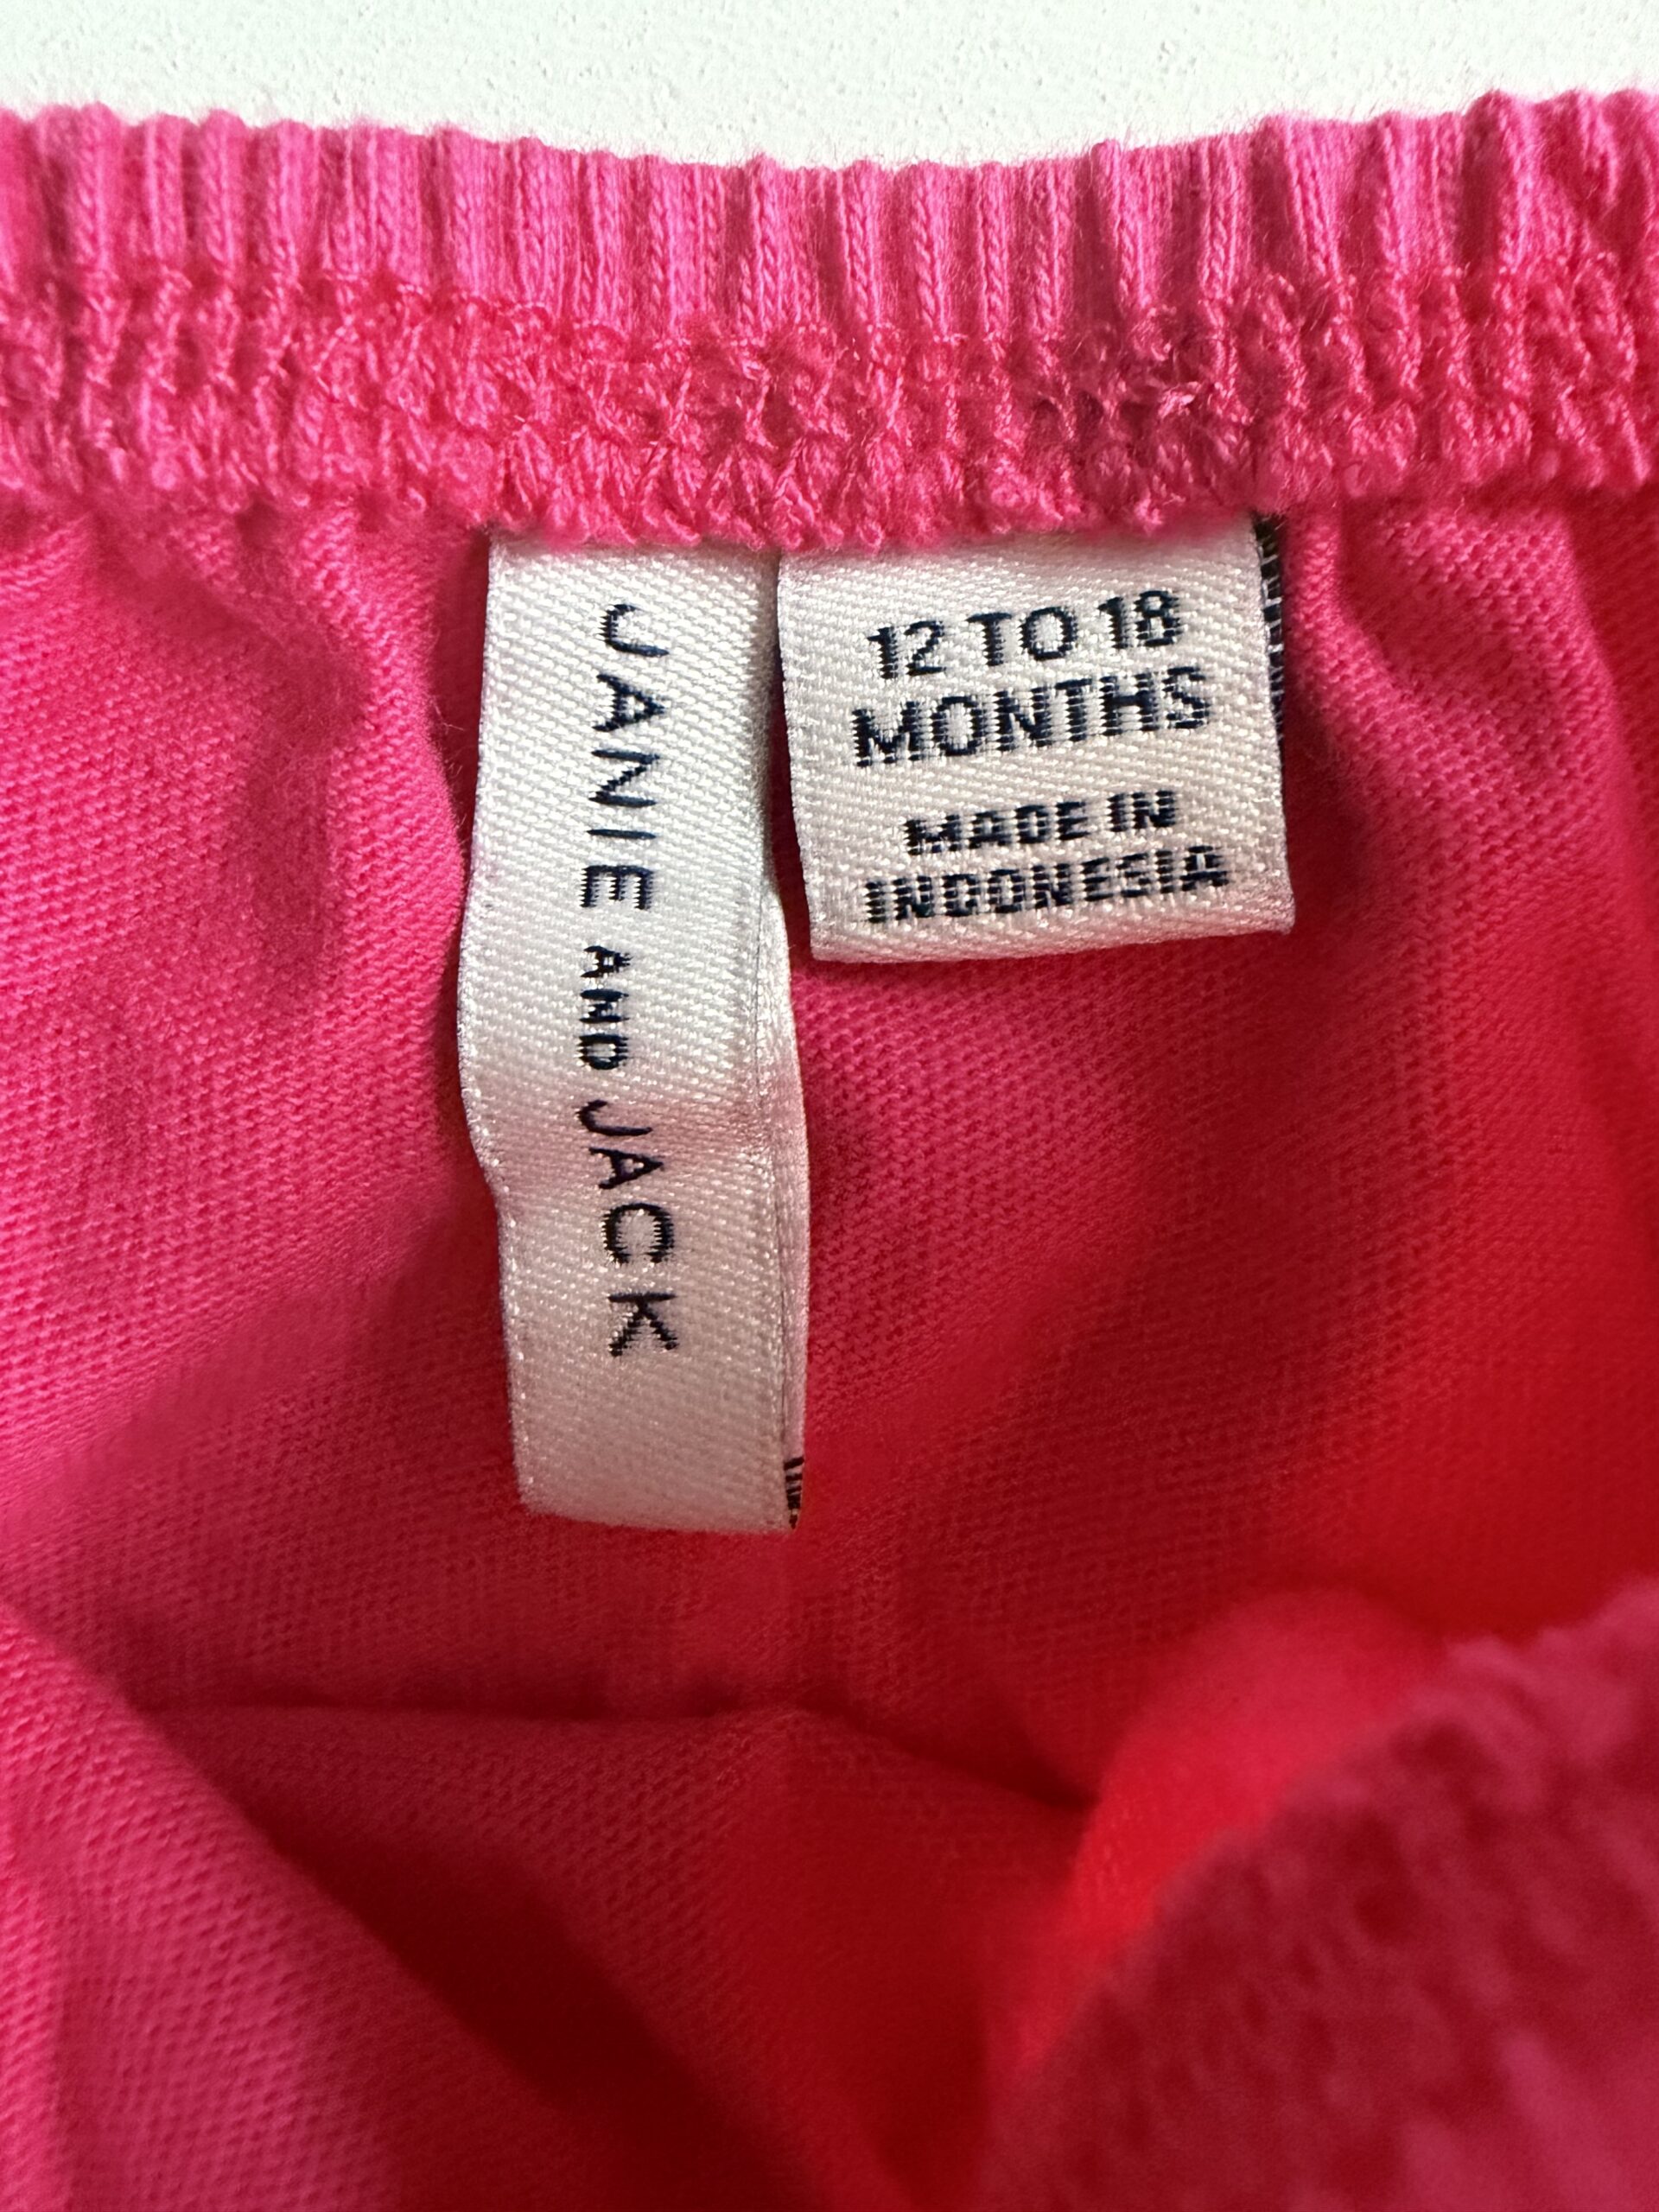 JANIE AND JACK
12 TO 18
MONTHS
MADE IN
INDONESIA